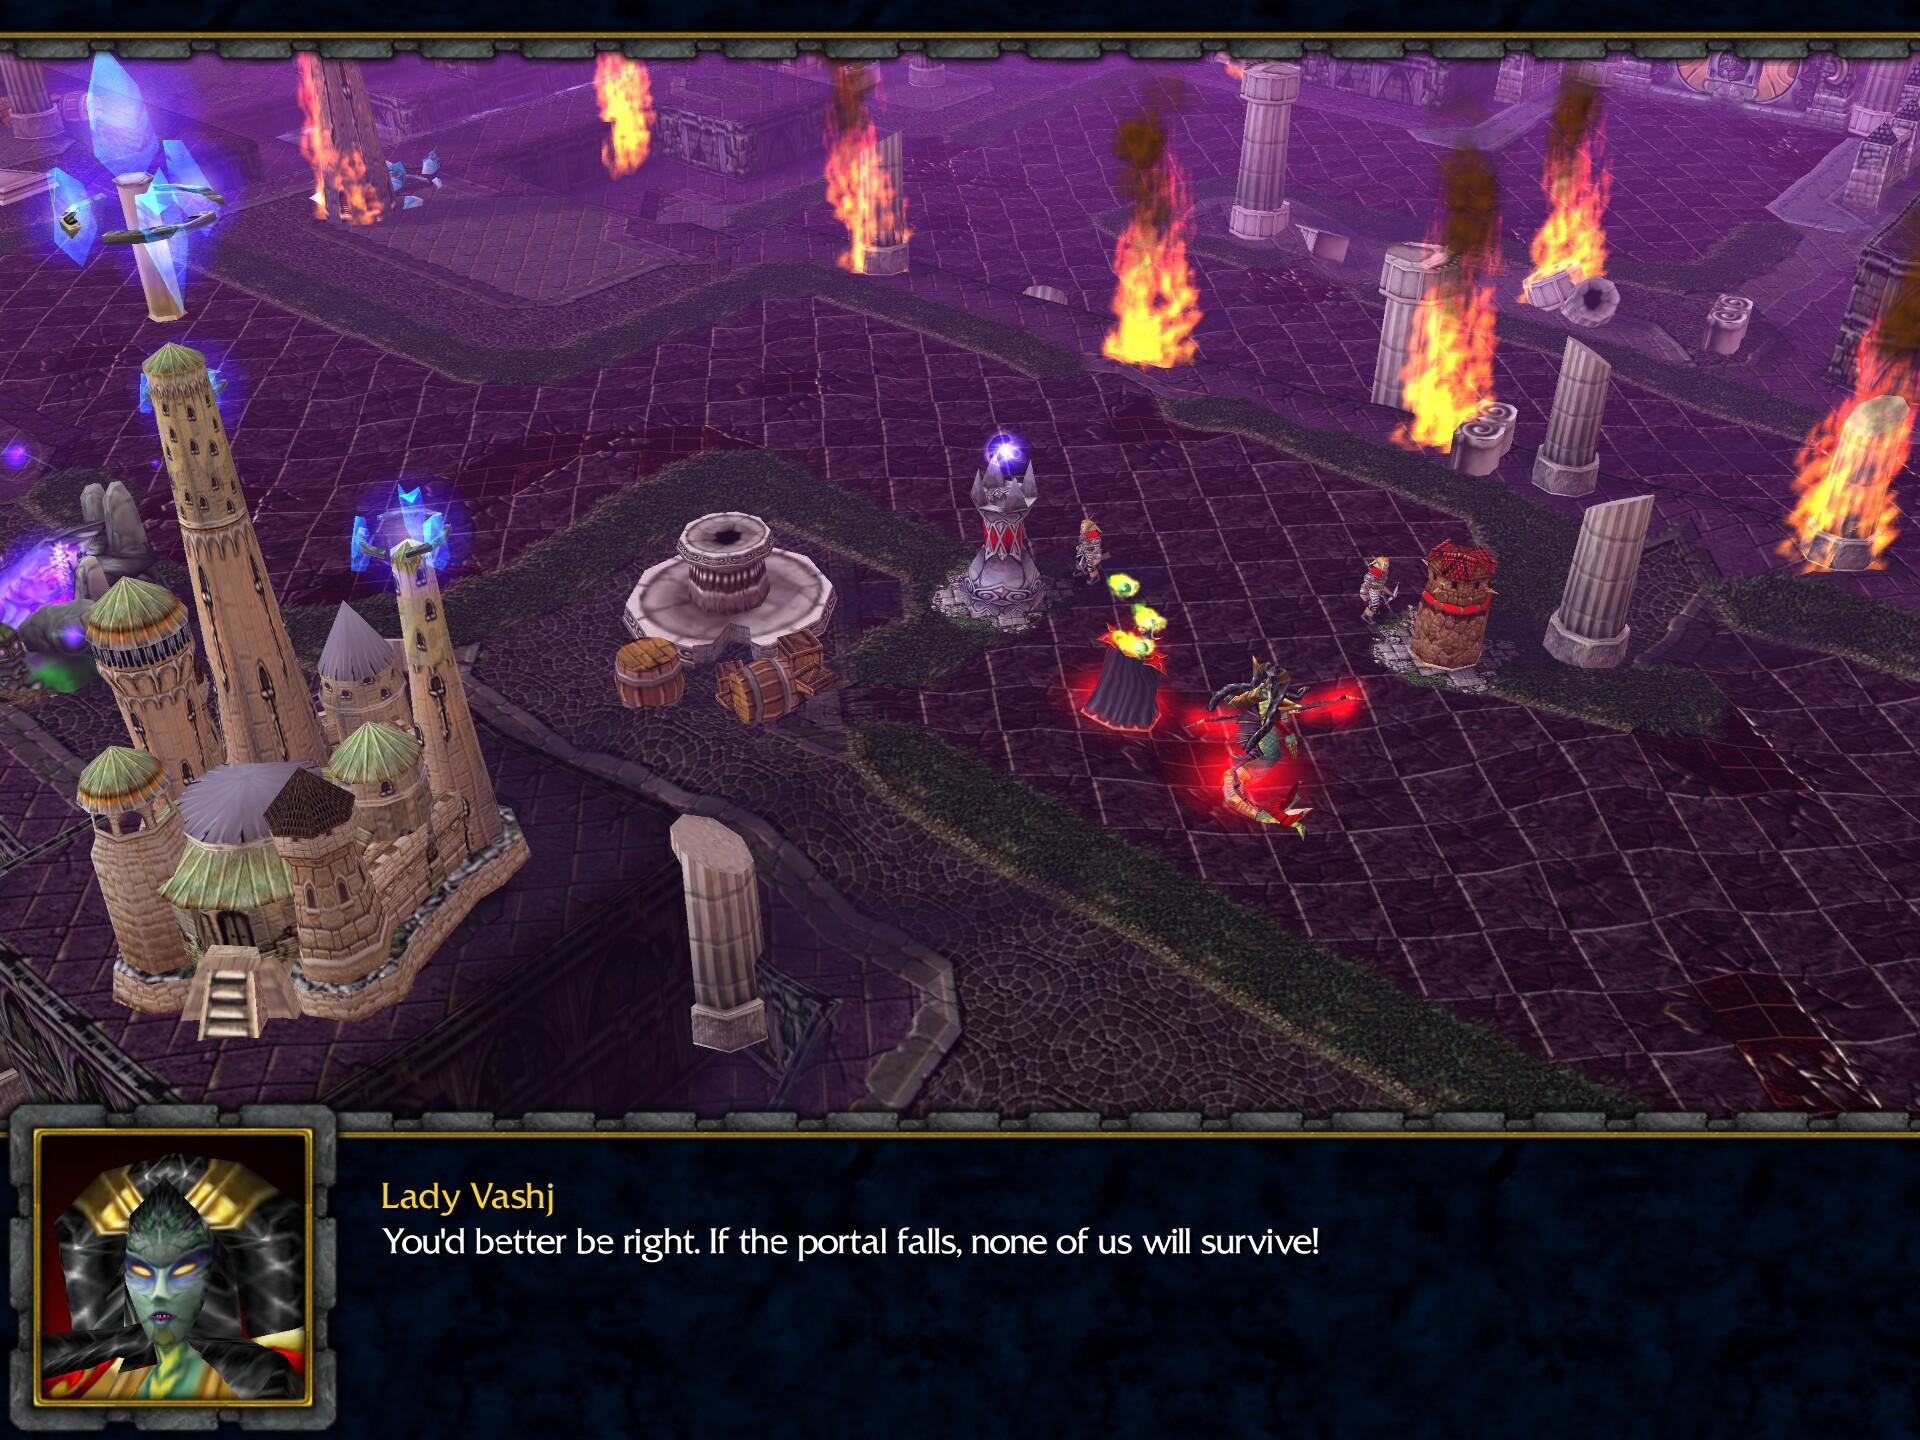 Lady Vashj
You'd better be right. If the portal falls, none of us will survive!